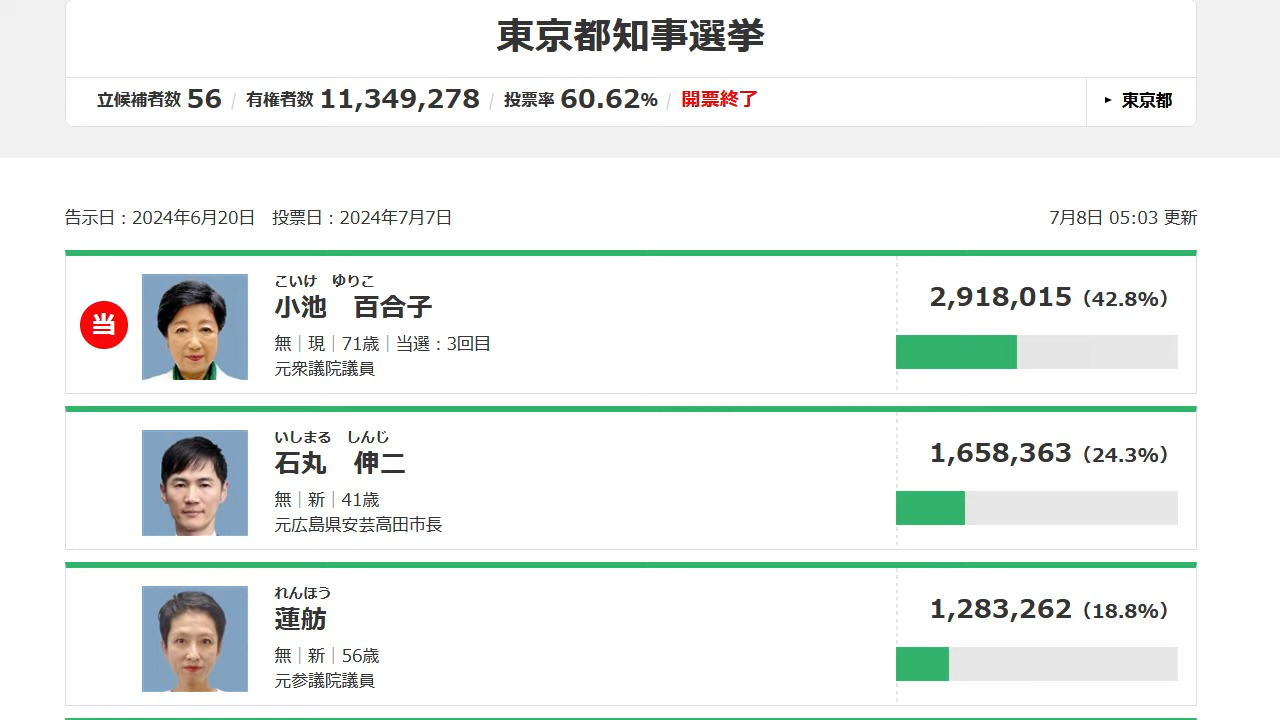 東京都知事選挙
立候補者数 56 / 有権者数 11,349,278 / 投票率 60.62% / 開票終了 ▸ 東京都
告示日：2024年6月20日　投票日：2024年7月7日　7月8日 05:03 更新
こいけ　ゆりこ
当 小池　百合子 2,918,015（42.8%）
無｜現｜71歳｜当選：3回目
元衆議院議員
いしまる　しんじ
石丸　伸二 1,658,363（24.3%）
無｜新｜41歳
元広島県安芸高田市長
れんほう
蓮舫 1,283,262（18.8%）
無｜新｜56歳
元参議院議員